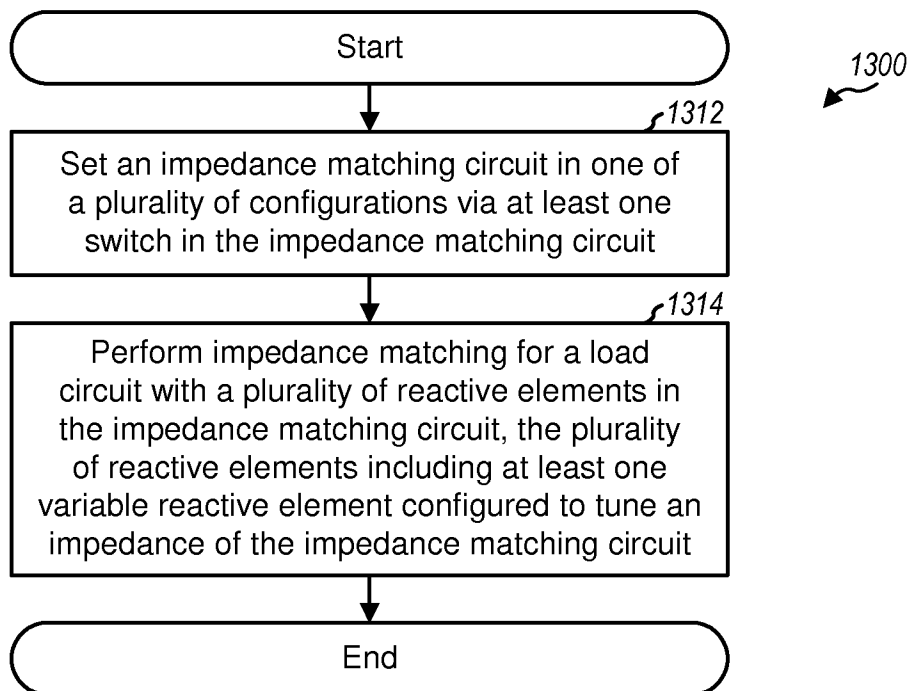 Start
1300
1312
Set an impedance matching circuit in one of
a plurality of configurations via at least one
switch in the impedance matching circuit
1314
Perform impedance matching for a load
circuit with a plurality of reactive elements in
the impedance matching circuit, the plurality
of reactive elements including at least one
variable reactive element configured to tune an
impedance of the impedance matching circuit
End